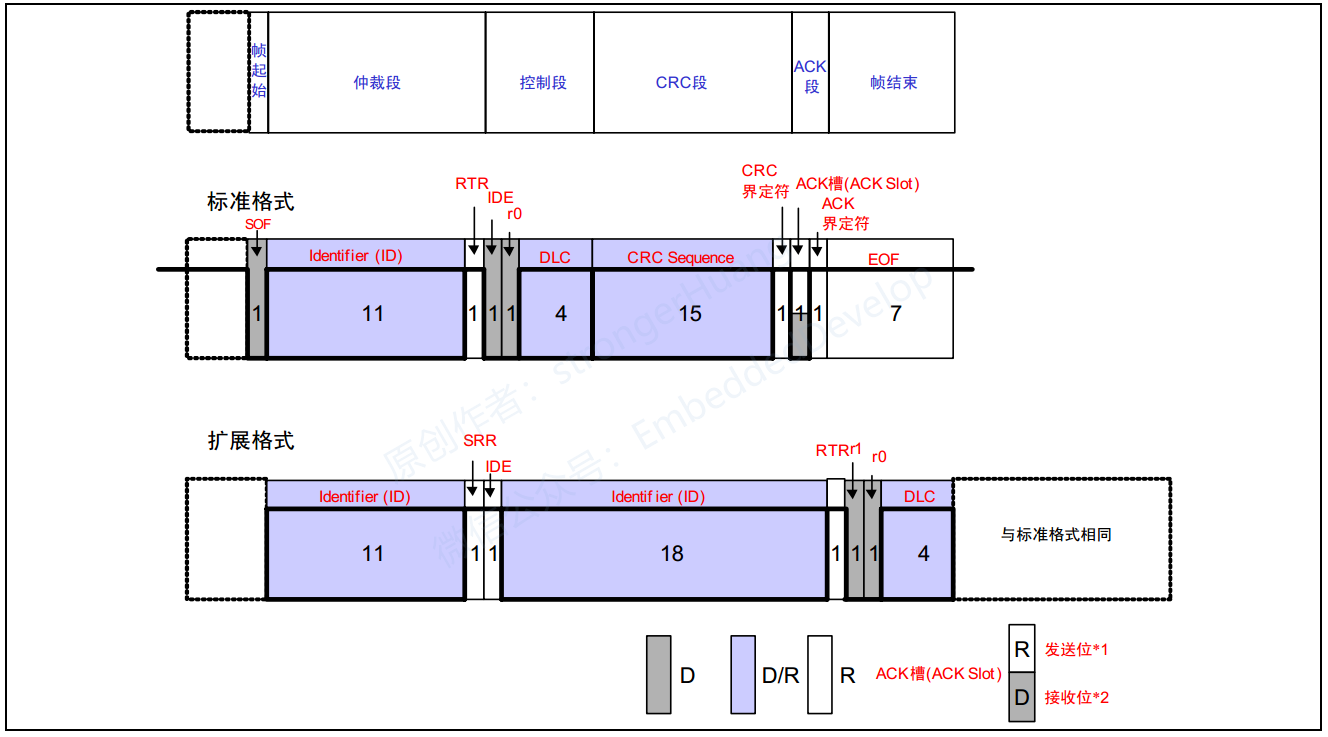 帧起始
仲裁段
控制段
CRC段
ACK段
帧结束
标准格式
SOF
RTR
IDE
r0
CRC
界定符
ACK槽(ACK Slot)
ACK
界定符
Identifier (ID)
DLC
CRC Sequence
EOF
1
11
1
1
1
4
15
1
1
1
7
扩展格式
SRR
IDE
RTR
r1
r0
Identifier (ID)
Identifier (ID)
DLC
11
1
1
18
1
1
1
4
与标准格式相同
D
D/R
R
ACK槽(ACK Slot)
R
发送位*1
D
接收位*2
原创作者：strongerHuang
微信公众号：EmbeddedDevelop